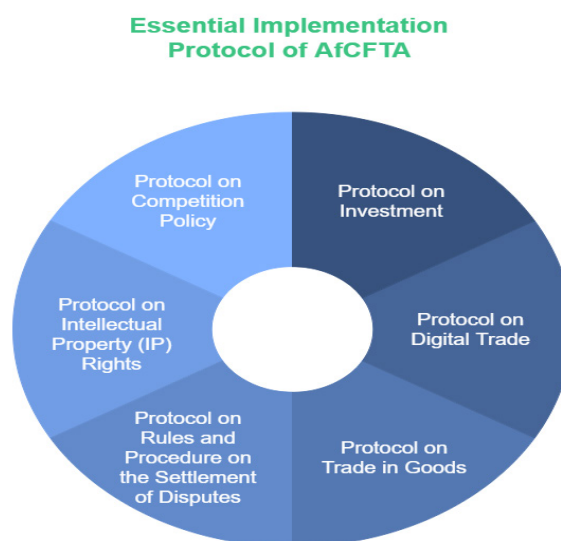 Essential Implementation
Protocol of AfCFTA
Protocol on
Competition
Policy
Protocol on
Investment
Protocol on
Intellectual
Property (IP)
Rights
Protocol on
Digital Trade
Protocol on
Rules and
Procedure on
the Settlement
of Disputes
Protocol on
Trade in Goods